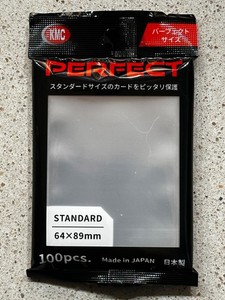 KMC
パーフェクト
サイズ
PERFECT
スタンダードサイズのカードをピッタリ保護
STANDARD
64×89mm
100pcs.
Made in JAPAN
日本製